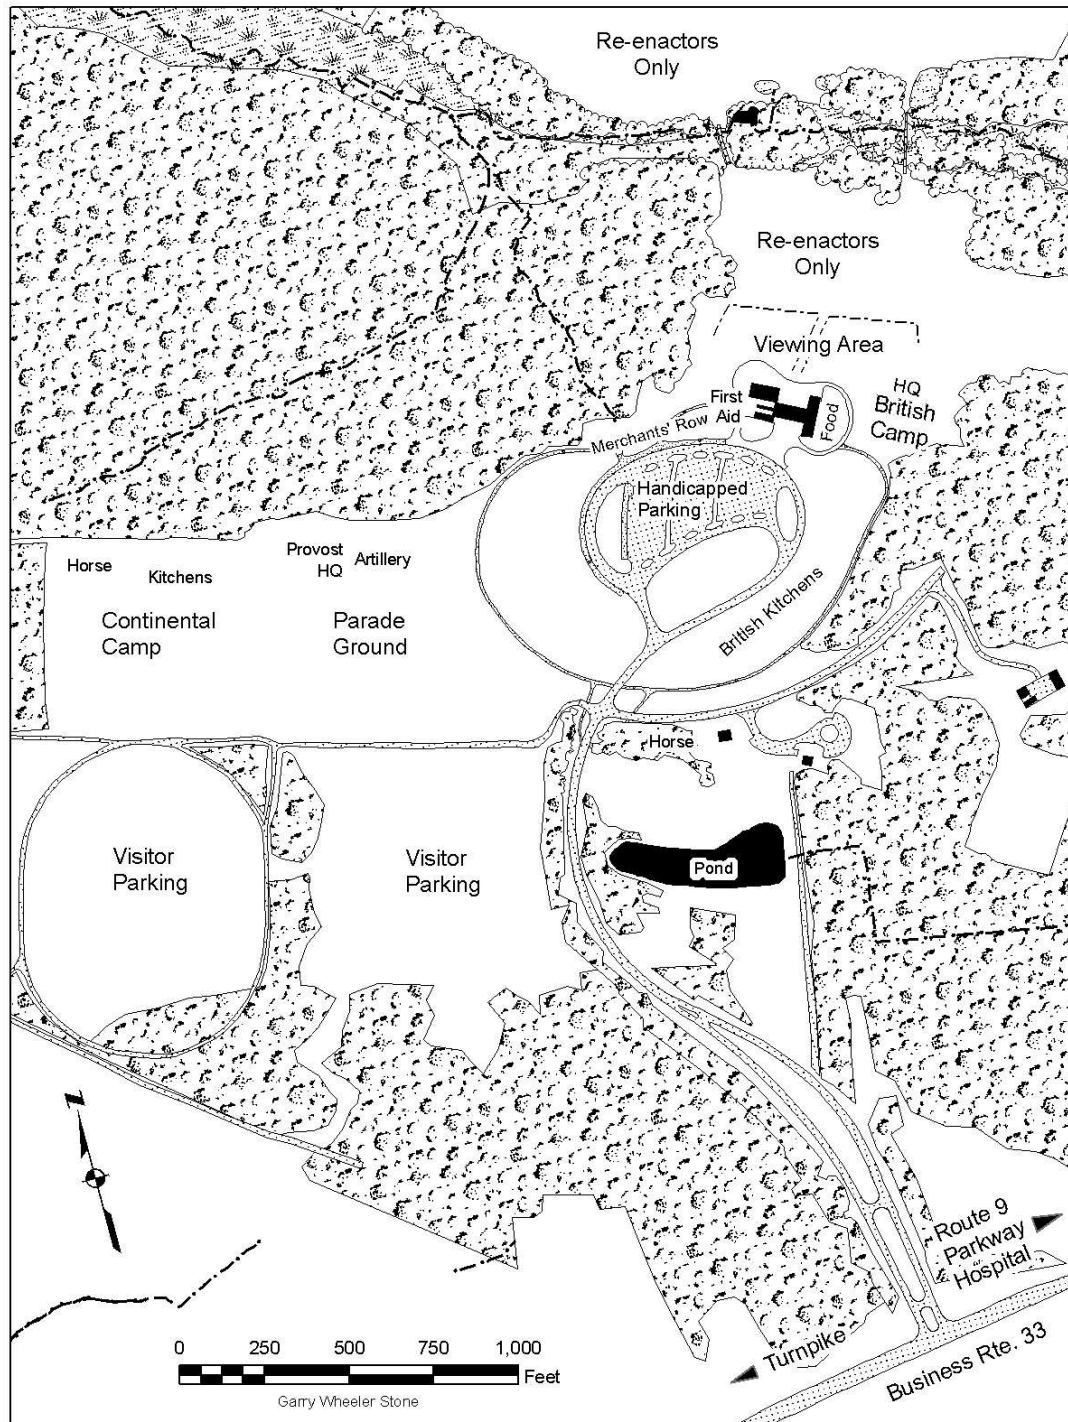 Re-enactors
Only
Re-enactors
Only
Viewing Area
HQ
British
Camp
First
Aid
Food
Merchants' Row
Handicapped
Parking
British Kitchens
Horse
Kitchens
Provost
HQ
Artillery
Continental
Camp
Parade
Ground
Horse
Visitor
Parking
Visitor
Parking
Pond
N
Route 9
Parkway
Hospital
Turnpike
Business Rte. 33
0 250 500 750 1,000
Feet
Garry Wheeler Stone